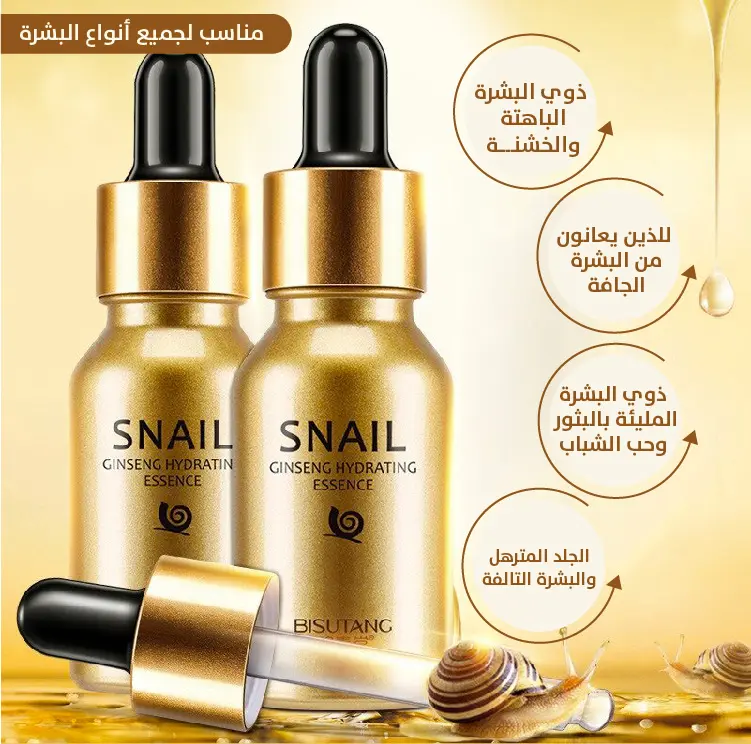 مناسب لجميع أنواع البشرة
ذوي البشرة
الباهتة
والخشنـــة
للذين يعانون
من البشرة
الجافة
ذوي البشرة
المليئة بالبثور
وحب الشباب
الجلد المترهل
والبشرة التالفة
SNAIL
GINSENG HYDRATIN
ESSENCE
SNAIL
GINSENG HYDRATING
ESSENCE
BISUTANG